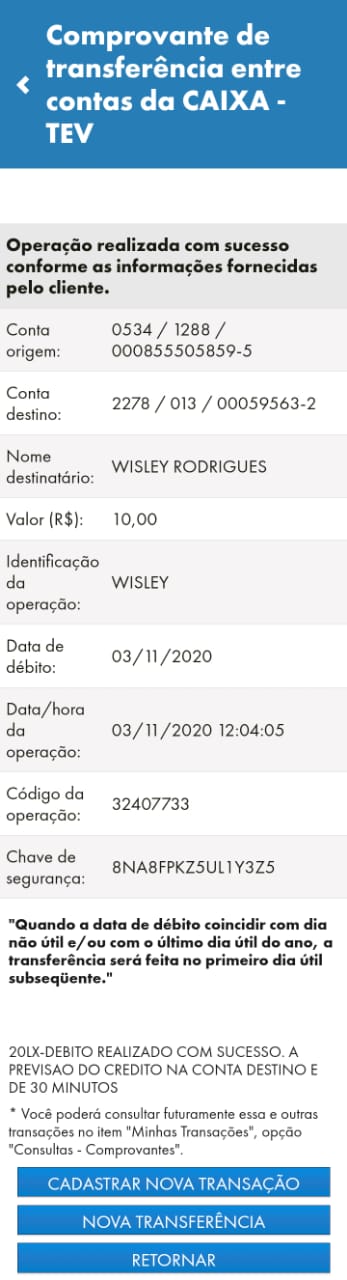 Comprovante de
transferência entre
contas da CAIXA -
TEV
Operação realizada com sucesso
conforme as informações fornecidas
pelo cliente.
Conta origem: 0534 / 1288 / 000855505859-5
Conta destino: 2278 / 013 / 00059563-2
Nome destinatário: WISLEY RODRIGUES
Valor (R$): 10,00
Identificação da operação: WISLEY
Data de débito: 03/11/2020
Data/hora da operação: 03/11/2020 12:04:05
Código da operação: 32407733
Chave de segurança: 8NA8FPKZ5UL1Y3Z5
"Quando a data de débito coincidir com dia
não útil e/ou com o último dia útil do ano, a
transferência será feita no primeiro dia útil
subseqüente."
20LX-DEBITO REALIZADO COM SUCESSO. A
PREVISAO DO CREDITO NA CONTA DESTINO E
DE 30 MINUTOS
* Você poderá consultar futuramente essa e outras
transações no item "Minhas Transações", opção
"Consultas - Comprovantes".
CADASTRAR NOVA TRANSAÇÃO
NOVA TRANSFERÊNCIA
RETORNAR